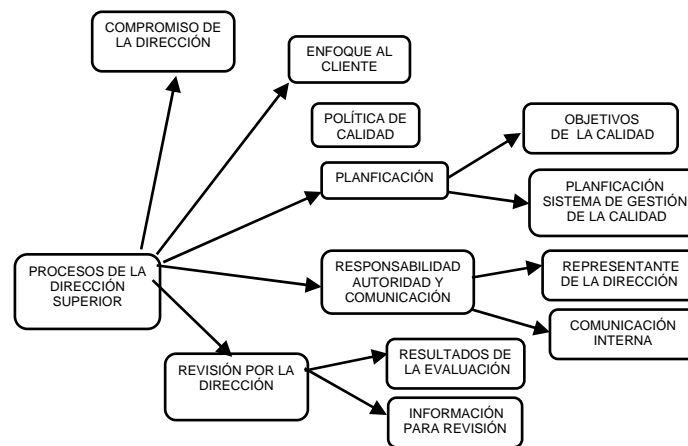 COMPROMISO DE
LA DIRECCIÓN
ENFOQUE AL
CLIENTE
POLÍTICA DE
CALIDAD
OBJETIVOS
DE LA CALIDAD
PLANFICACIÓN
PLANFICACIÓN
SISTEMA DE GESTIÓN
DE LA CALIDAD
PROCESOS DE LA
DIRECCIÓN
SUPERIOR
RESPONSABILIDAD
AUTORIDAD Y
COMUNICACIÓN
REPRESENTANTE
DE LA DIRECCIÓN
COMUNICACIÓN
INTERNA
REVISIÓN POR LA
DIRECCIÓN
RESULTADOS DE
LA EVALUACIÓN
INFORMACIÓN
PARA REVISIÓN